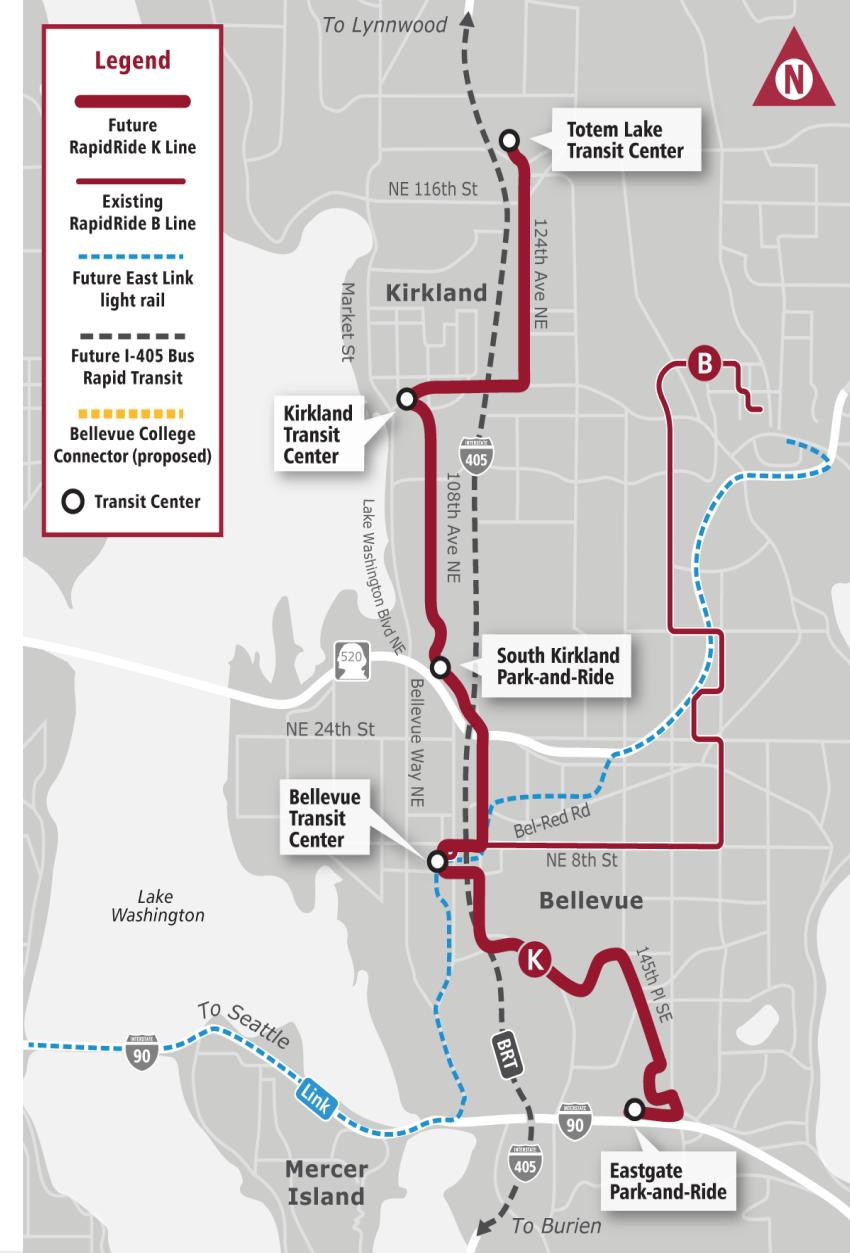 To Lynnwood
Legend
Future
RapidRide K Line
Existing
RapidRide B Line
Future East Link
light rail
Future I-405 Bus
Rapid Transit
Bellevue College
Connector (proposed)
Transit Center
N
Totem Lake
Transit Center
NE 116th St
124th Ave NE
Kirkland
Market St
B
Kirkland
Transit
Center
INTERSTATE
405
108th Ave NE
Lake Washington Blvd NE
520
South Kirkland
Park-and-Ride
Bellevue Way NE
NE 24th St
Bellevue
Transit
Center
Bel-Red Rd
NE 8th St
Lake
Washington
Bellevue
K
145th Pl SE
To Seattle
INTERSTATE
90
BRT
Link
INTERSTATE
90
INTERSTATE
405
Mercer
Island
Eastgate
Park-and-Ride
To Burien